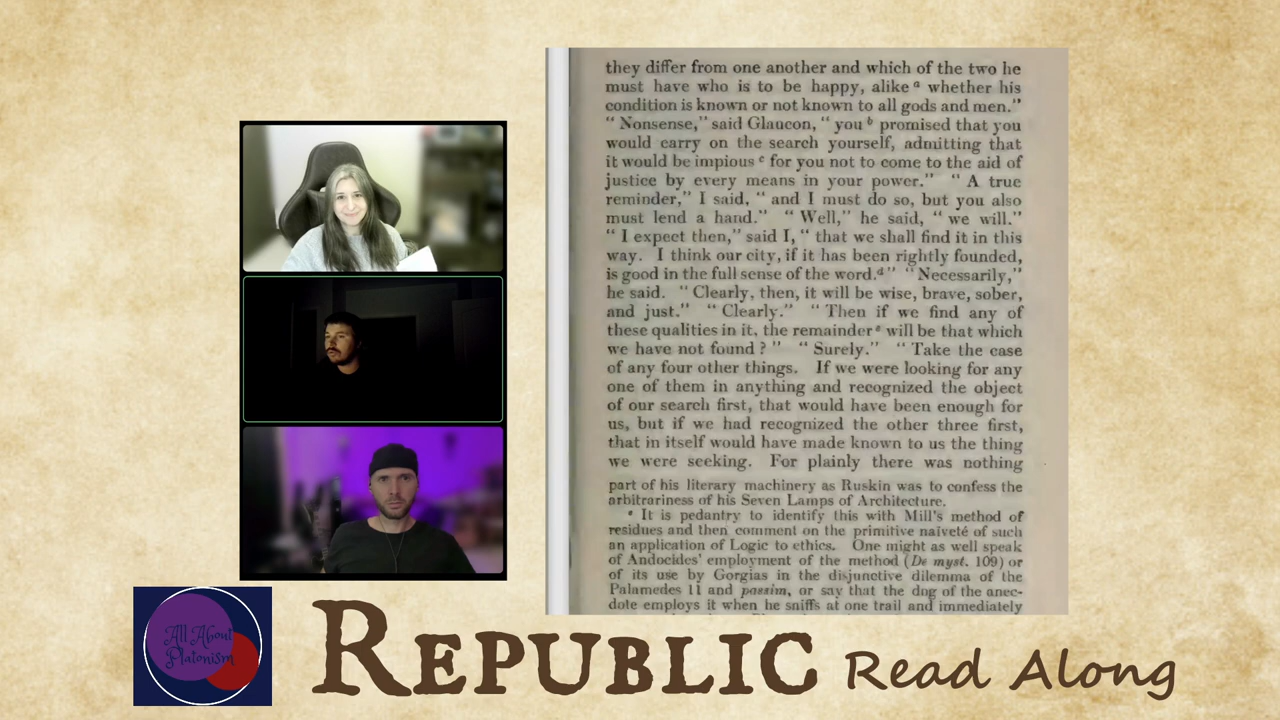 they differ from one another and which of the two he
must have who is to be happy, alike ᵃ whether his
condition is known or not known to all gods and men.”
“ Nonsense,” said Glaucon, “ you ᵇ promised that you
would carry on the search yourself, admitting that
it would be impious ᶜ for you not to come to the aid of
justice by every means in your power.” “ A true
reminder,” I said, “ and I must do so, but you also
must lend a hand.” “ Well,” he said, “ we will.”
“ I expect then,” said I, “ that we shall find it in this
way. I think our city, if it has been rightly founded,
is good in the full sense of the word.ᵈ ” “ Necessarily,”
he said. “ Clearly, then, it will be wise, brave, sober,
and just.” “ Clearly.” “ Then if we find any of
these qualities in it, the remainder ᵉ will be that which
we have not found ? ” “ Surely.” “ Take the case
of any four other things. If we were looking for any
one of them in anything and recognized the object
of our search first, that would have been enough for
us, but if we had recognized the other three first,
that in itself would have made known to us the thing
we were seeking. For plainly there was nothing
part of his literary machinery as Ruskin was to confess the
arbitrariness of his Seven Lamps of Architecture.
ᵉ It is pedantry to identify this with Mill’s method of
residues and then comment on the primitive naïveté of such
an application of Logic to ethics. One might as well speak
of Andocides’ employment of the method (De myst. 109) or
of its use by Gorgias in the disjunctive dilemma of the
Palamedes 11 and passim, or say that the dog of the anec-
dote employs it when he sniffs at one trail and immediately
All About
Platonism
REPUBLIC Read Along